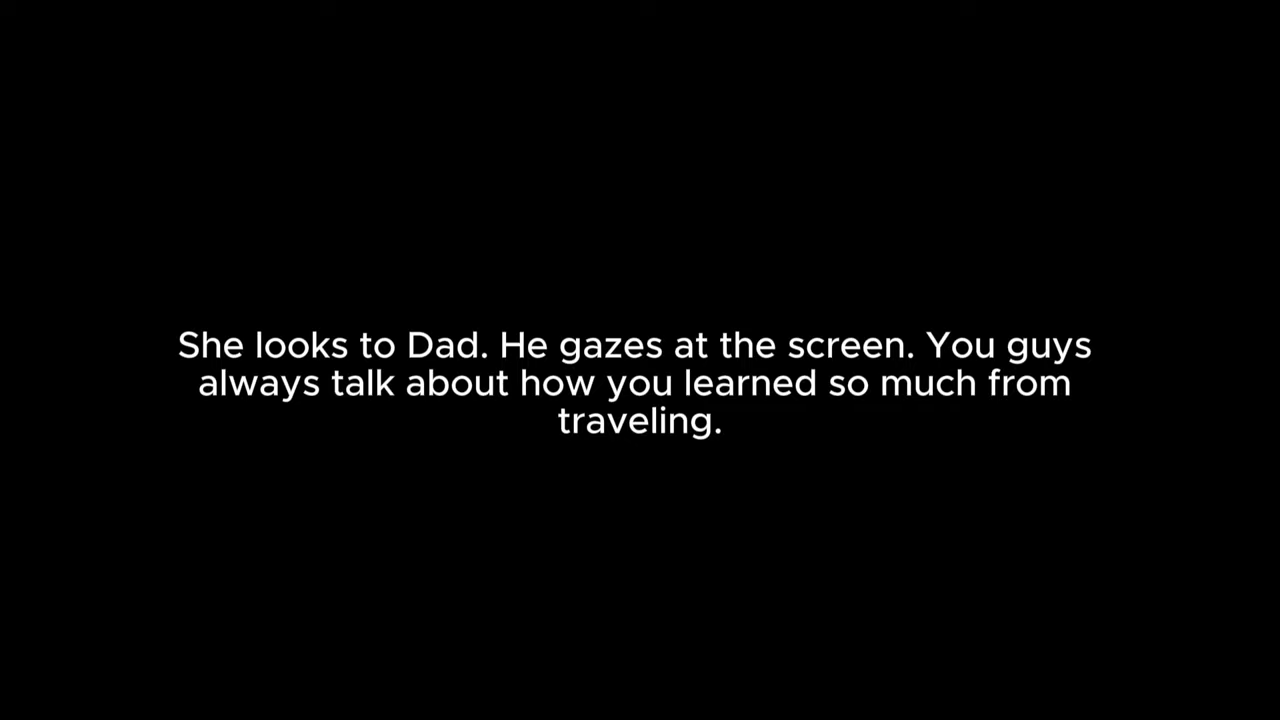 She looks to Dad. He gazes at the screen. You guys
always talk about how you learned so much from
traveling.